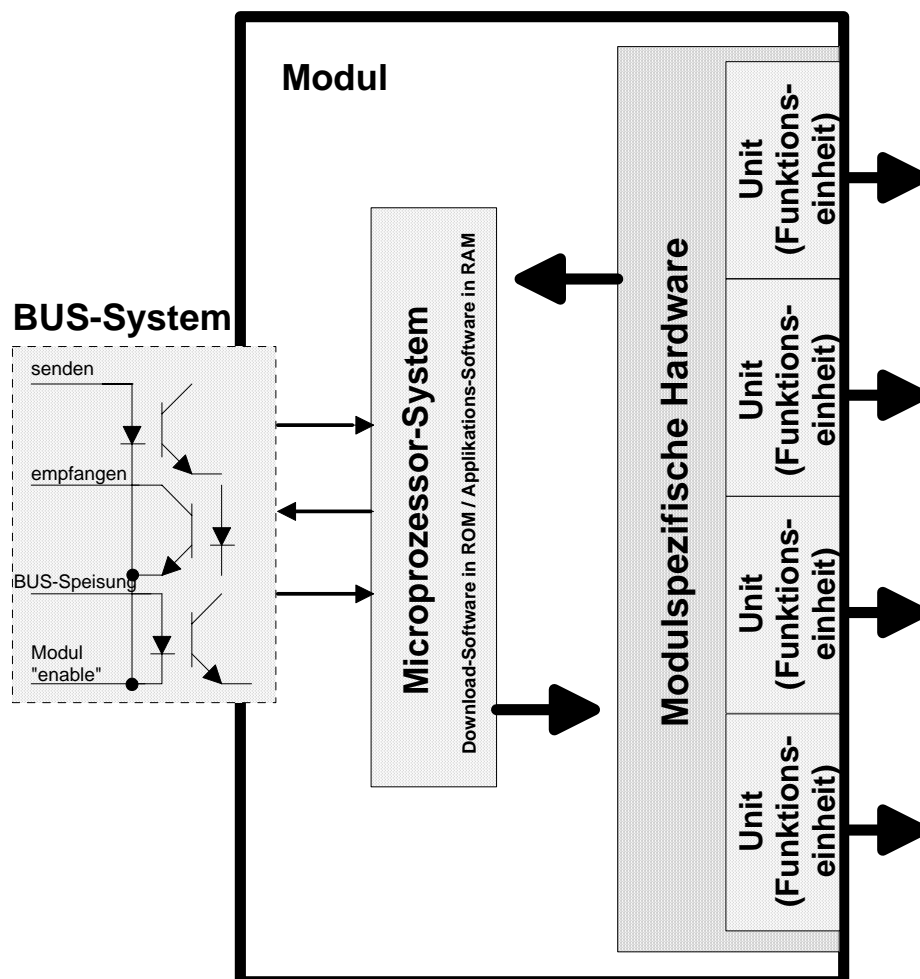 Modul
BUS-System
senden
empfangen
BUS-Speisung
Modul
"enable"
Microprozessor-System
Download-Software in ROM / Applikations-Software in RAM
Modulspezifische Hardware
Unit
(Funktions-
einheit)
Unit
(Funktions-
einheit)
Unit
(Funktions-
einheit)
Unit
(Funktions-
einheit)